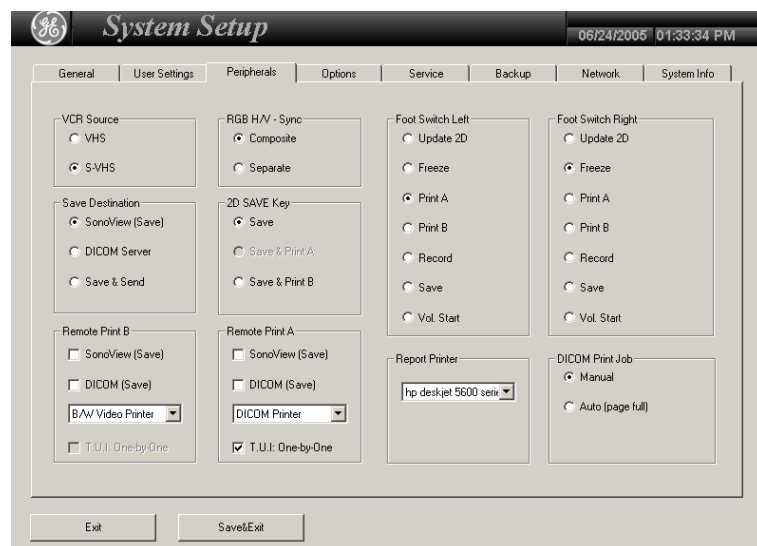 GE System Setup
06/24/2005 01:33:34 PM
General User Settings Peripherals Options Service Backup Network System Info
VCR Source
VHS
S-VHS
RGB H/V - Sync
Composite
Separate
Foot Switch Left
Update 2D
Freeze
Print A
Print B
Record
Save
Vol. Start
Foot Switch Right
Update 2D
Freeze
Print A
Print B
Record
Save
Vol. Start
Save Destination
SonoView (Save)
DICOM Server
Save & Send
2D SAVE Key
Save
Save & Print A
Save & Print B
Remote Print B
SonoView (Save)
DICOM (Save)
B/W Video Printer
T.U.I: One-by-One
Remote Print A
SonoView (Save)
DICOM (Save)
DICOM Printer
T.U.I: One-by-One
Report Printer
hp deskjet 5600 serie
DICOM Print Job
Manual
Auto (page full)
Exit
Save&Exit